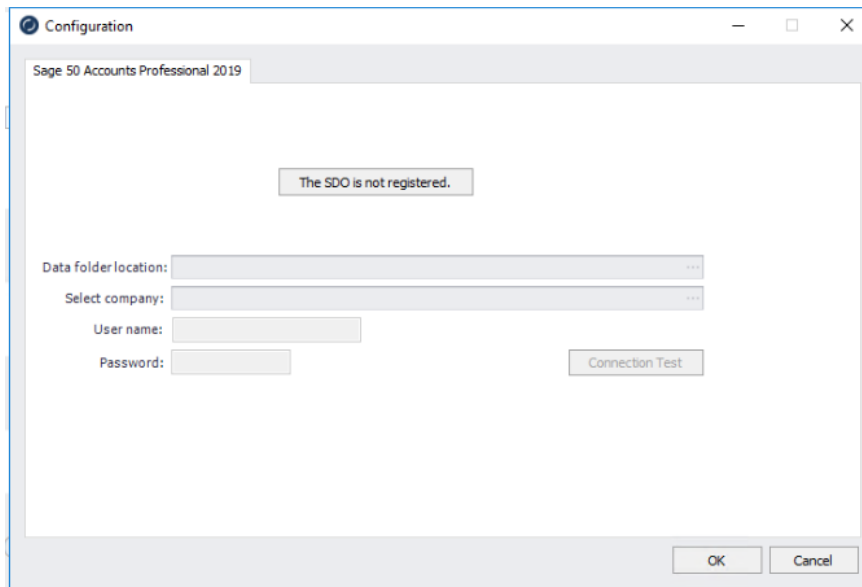 Configuration
Sage 50 Accounts Professional 2019
The SDO is not registered.
Data folder location:
...
Select company:
...
User name:
Password:
Connection Test
OK
Cancel